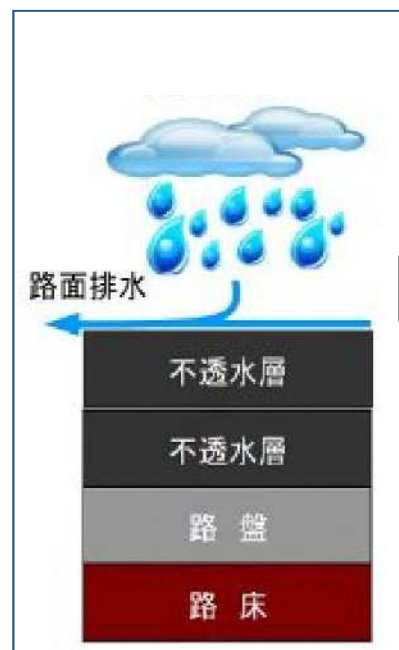 路面排水
不透水層
不透水層
路 盤
路 床